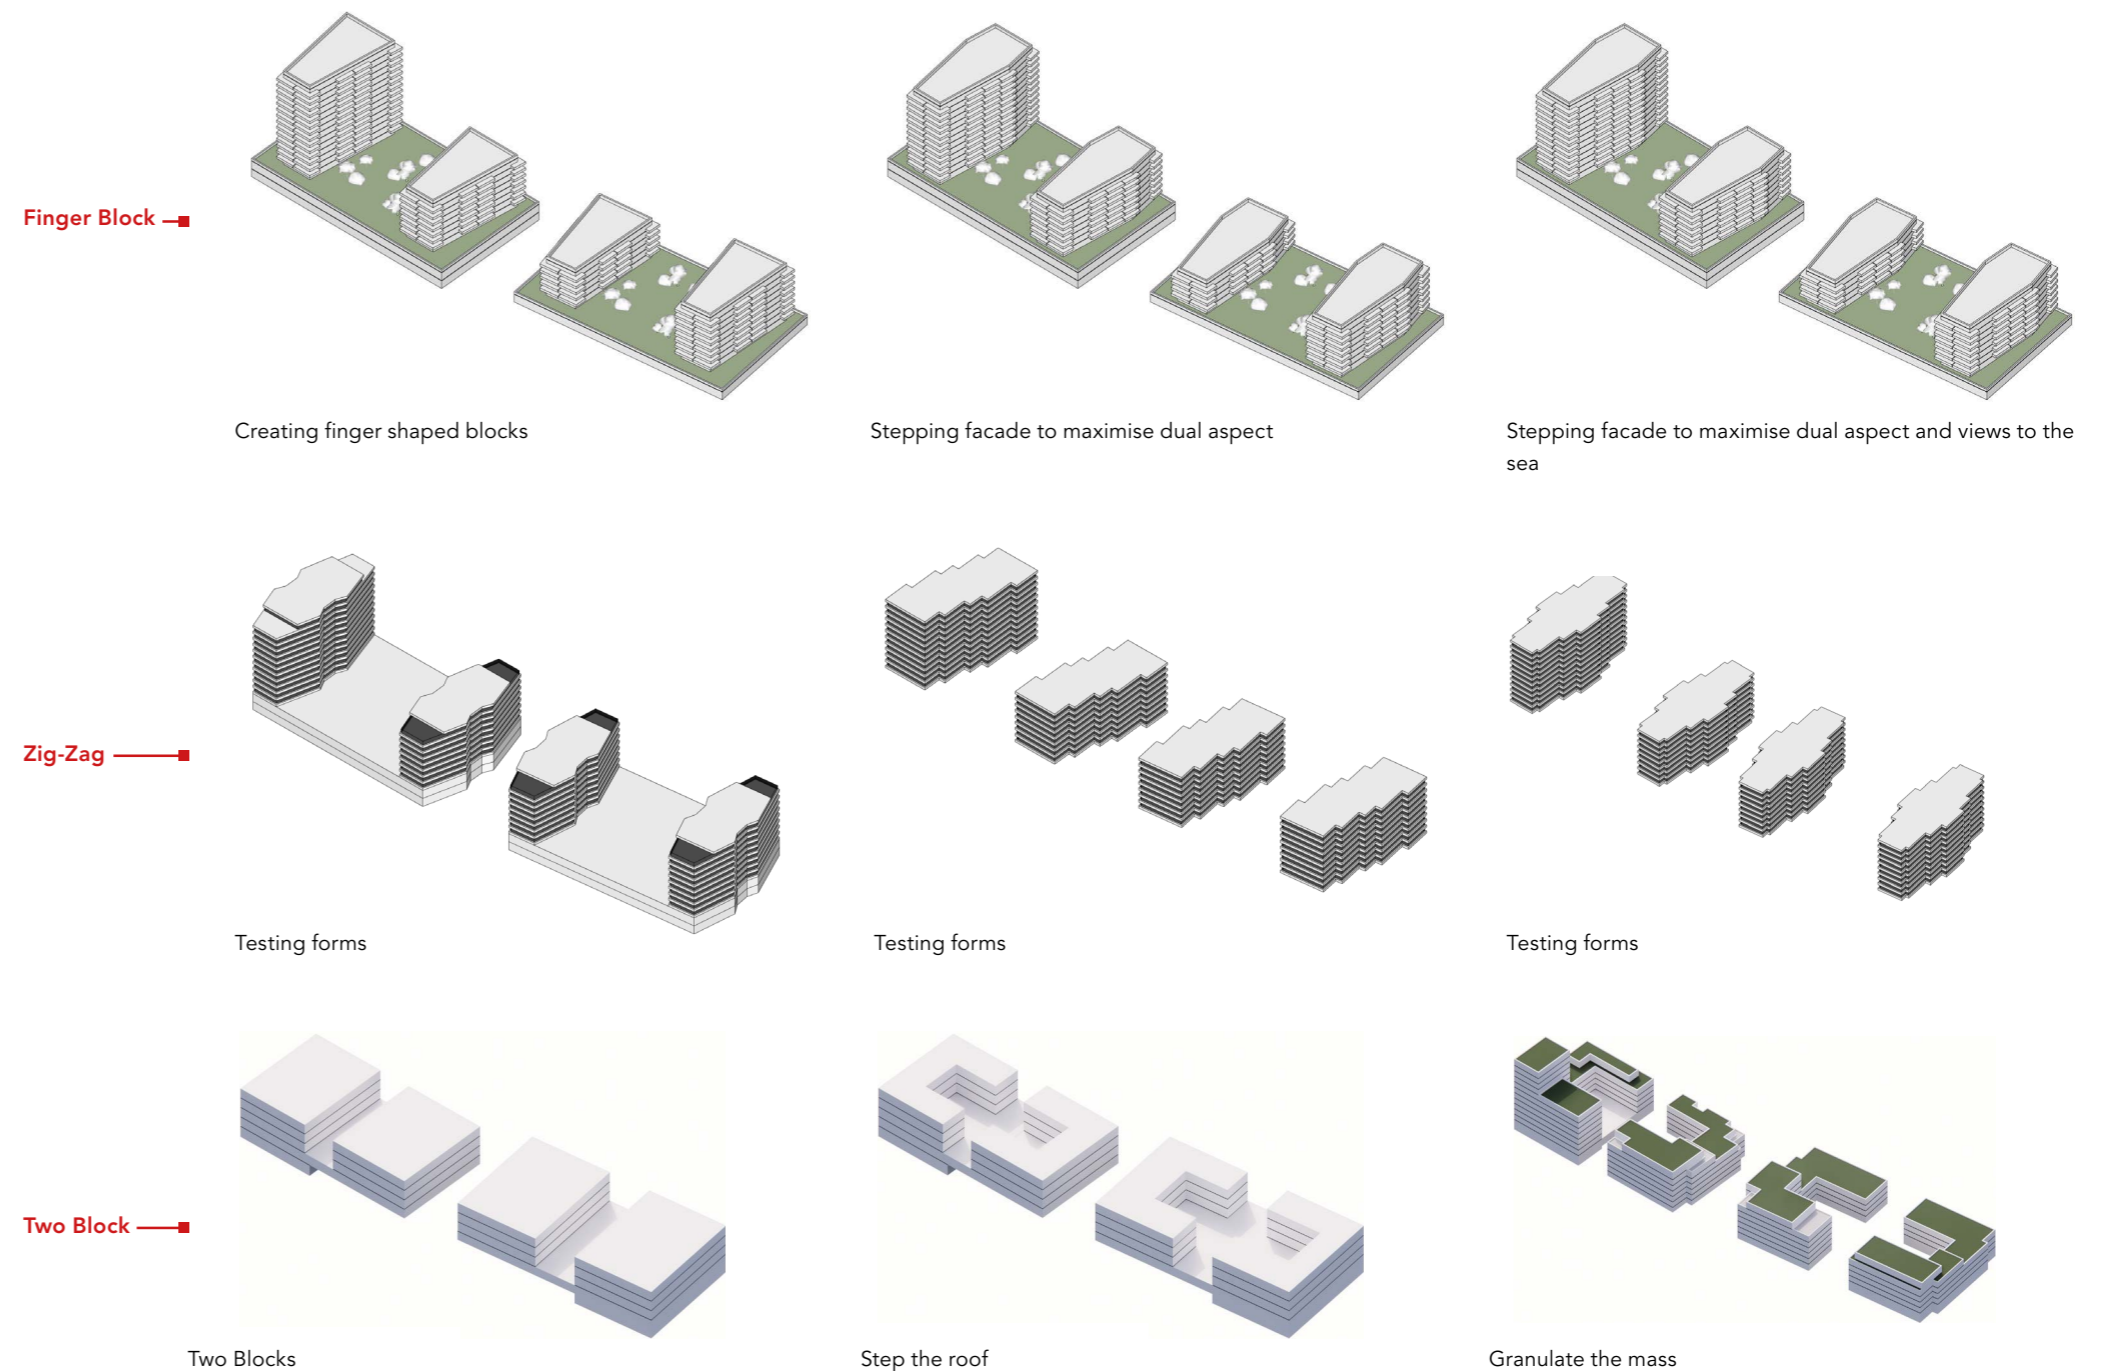 Finger Block
Creating finger shaped blocks
Stepping facade to maximise dual aspect
Stepping facade to maximise dual aspect and views to the
sea
Zig-Zag
Testing forms
Testing forms
Testing forms
Two Block
Two Blocks
Step the roof
Granulate the mass